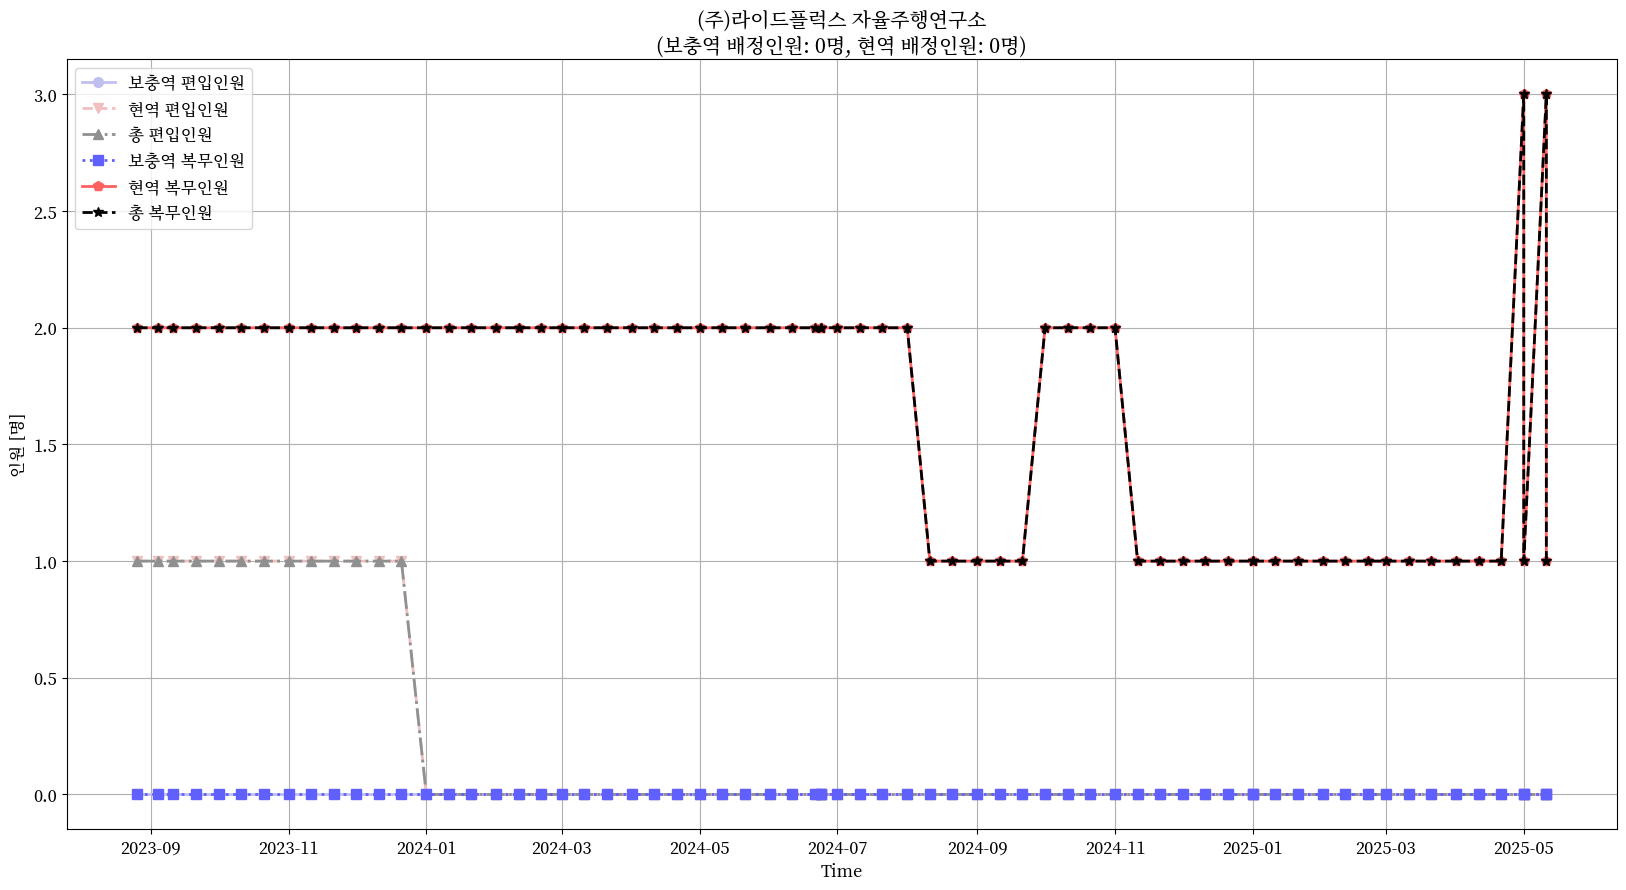 (주)라이드플럭스 자율주행연구소
(보충역 배정인원: 0명, 현역 배정인원: 0명)
보충역 편입인원
현역 편입인원
총 편입인원
보충역 복무인원
현역 복무인원
총 복무인원
인원 [명]
3.0
2.5
2.0
1.5
1.0
0.5
0.0
2023-09
2023-11
2024-01
2024-03
2024-05
2024-07
2024-09
2024-11
2025-01
2025-03
2025-05
Time